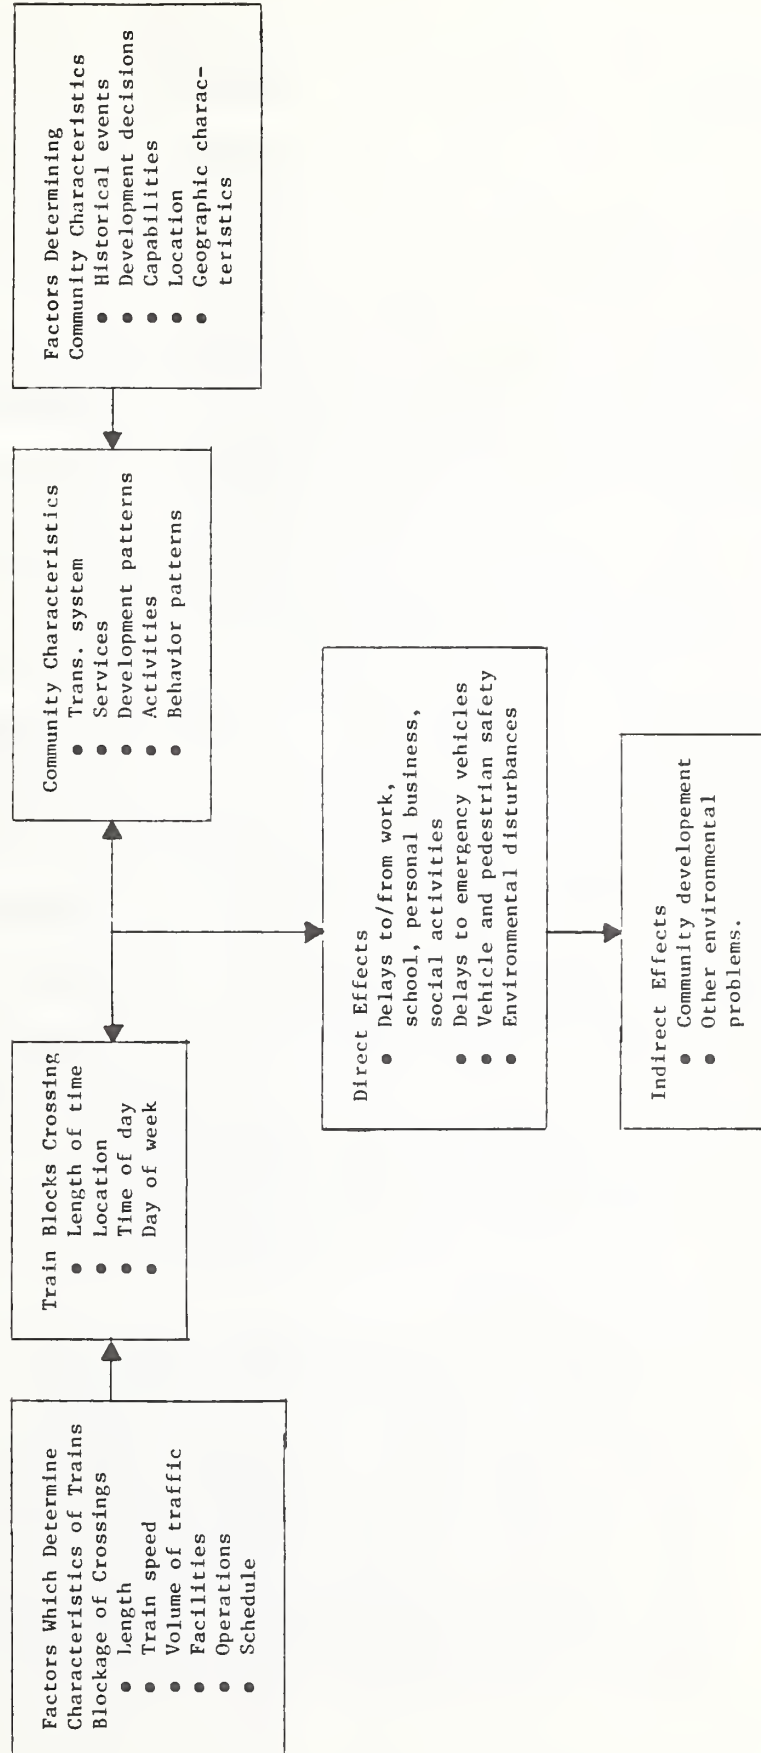 Factors Which Determine
Characteristics of Trains
Blockage of Crossings
● Length
● Train speed
● Volume of traffic
● Facilities
● Operations
● Schedule
Train Blocks Crossing
● Length of time
● Location
● Time of day
● Day of week
Community Characteristics
● Trans. system
● Services
● Development patterns
● Activities
● Behavior patterns
Factors Determining
Community Characteristics
● Historical events
● Development decisions
● Capabilities
● Location
● Geographic charac-
teristics
Direct Effects
● Delays to/from work,
school, personal business,
social activities
● Delays to emergency vehicles
● Vehicle and pedestrian safety
● Environmental disturbances
Indirect Effects
● Community developement
● Other environmental
problems.